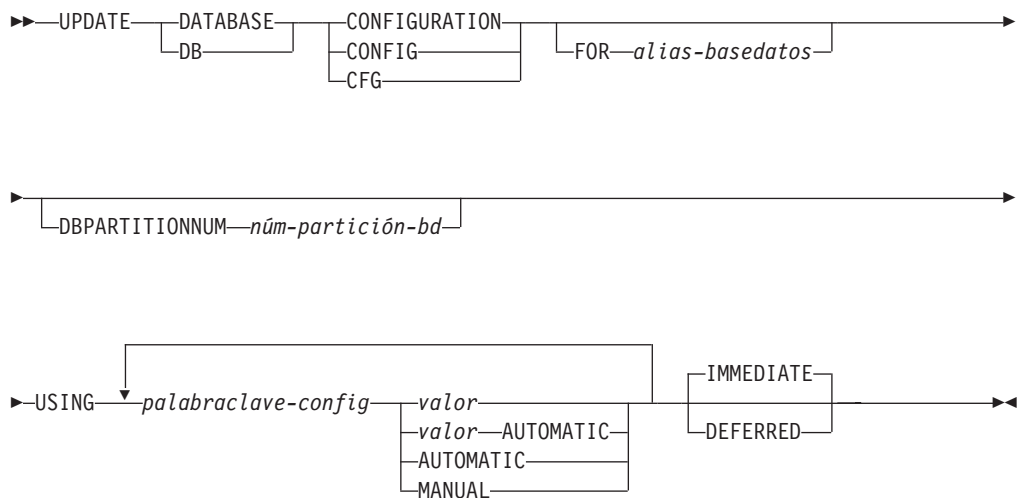 UPDATE DATABASE CONFIGURATION
DB CONFIG FOR alias-basedatos
CFG
DBPARTITIONNUM núm-partición-bd
IMMEDIATE
USING palabraclave-config valor
valor AUTOMATIC DEFERRED
AUTOMATIC
MANUAL